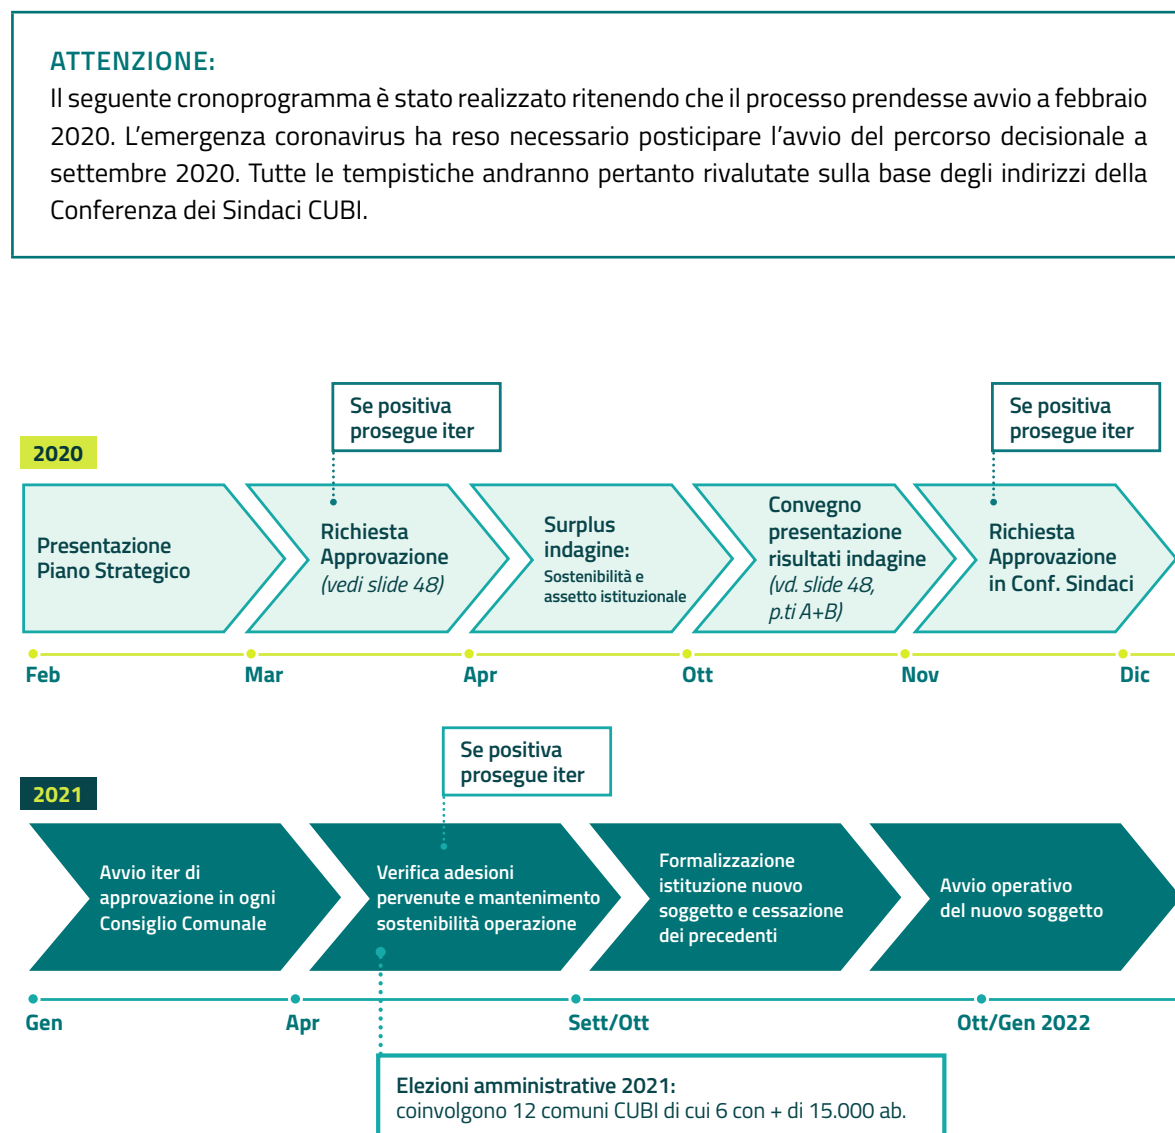 ATTENZIONE:
Il seguente cronoprogramma è stato realizzato ritenendo che il processo prendesse avvio a febbraio
2020. L’emergenza coronavirus ha reso necessario posticipare l’avvio del percorso decisionale a
settembre 2020. Tutte le tempistiche andranno pertanto rivalutate sulla base degli indirizzi della
Conferenza dei Sindaci CUBI.
Se positiva
prosegue iter
Se positiva
prosegue iter
2020
Presentazione
Piano Strategico
Richiesta
Approvazione
(vedi slide 48)
Surplus
indagine:
Sostenibilità e
assetto istituzionale
Convegno
presentazione
risultati indagine
(vd. slide 48,
p.ti A+B)
Richiesta
Approvazione
in Conf. Sindaci
Feb
Mar
Apr
Ott
Nov
Dic
Se positiva
prosegue iter
2021
Avvio iter di
approvazione in ogni
Consiglio Comunale
Verifica adesioni
pervenute e mantenimento
sostenibilità operazione
Formalizzazione
istituzione nuovo
soggetto e cessazione
dei precedenti
Avvio operativo
del nuovo soggetto
Gen
Apr
Sett/Ott
Ott/Gen 2022
Elezioni amministrative 2021:
coinvolgono 12 comuni CUBI di cui 6 con + di 15.000 ab.